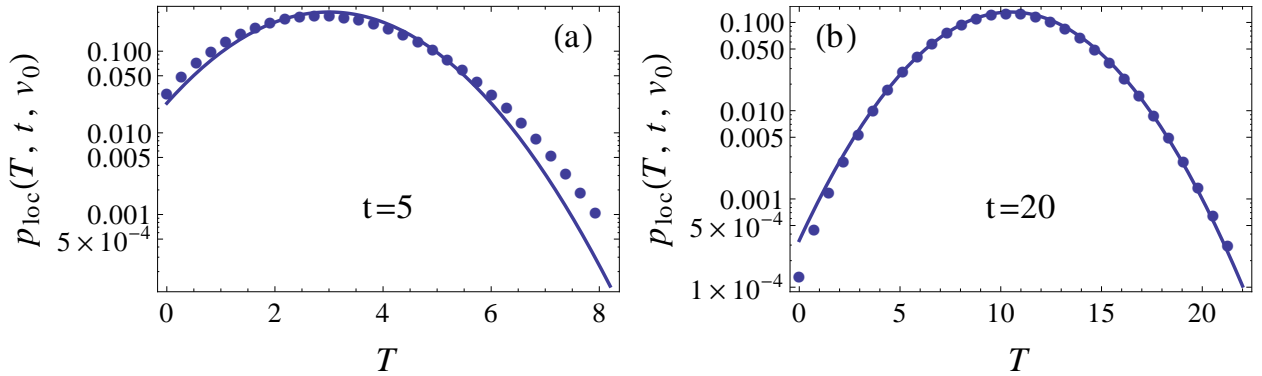 p_loc(T, t, v_0)
0.100
0.050
0.010
0.005
0.001
5 × 10^-4
(a)
t=5
0 2 4 6 8
T
p_loc(T, t, v_0)
0.100
0.050
0.010
0.005
0.001
5 × 10^-4
1 × 10^-4
(b)
t=20
0 5 10 15 20
T